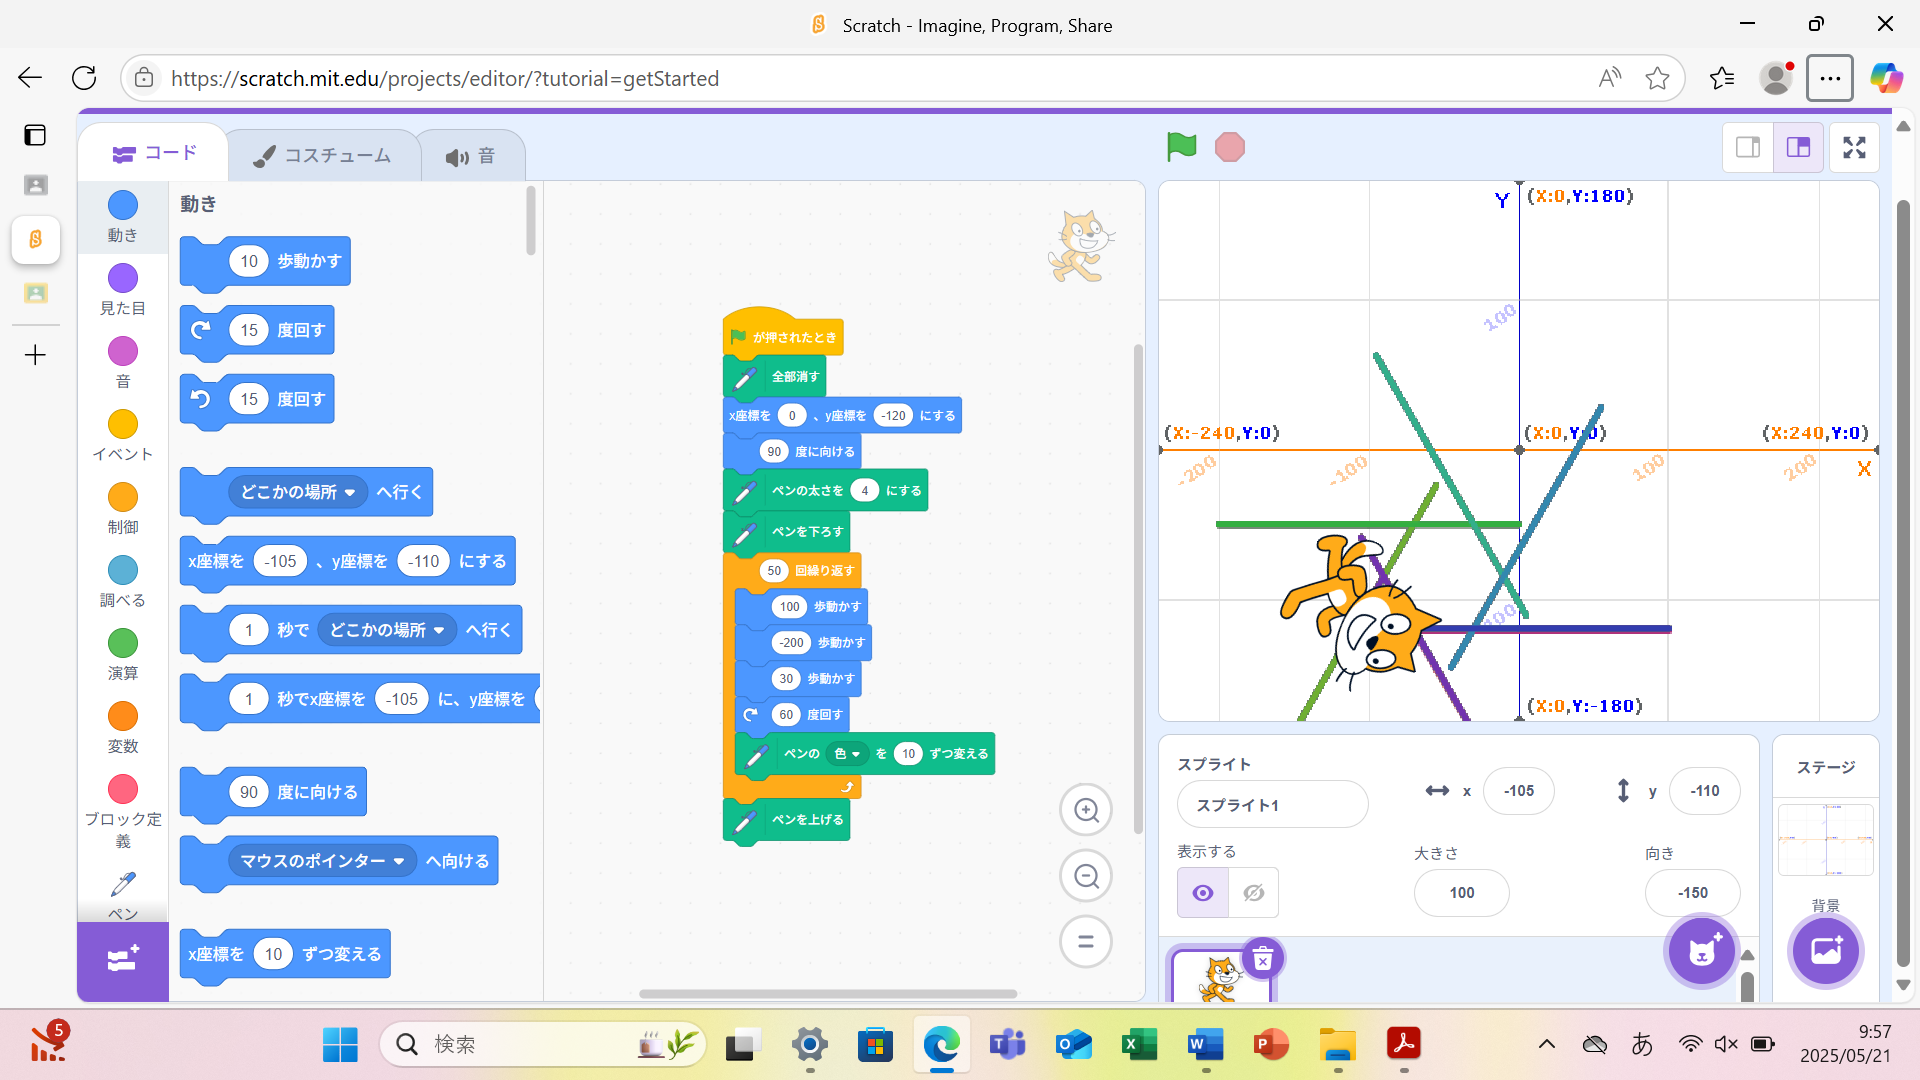 Scratch - Imagine, Program, Share
https://scratch.mit.edu/projects/editor/?tutorial=getStarted
コード
コスチューム
音
動き
見た目
音
イベント
制御
調べる
演算
変数
ブロック定
義
ペン
動き
10 歩動かす
15 度回す
15 度回す
どこかの場所 へ行く
x座標を -105 、y座標を -110 にする
1 秒で どこかの場所 へ行く
1 秒でx座標を -105 に、y座標を
90 度に向ける
マウスのポインター へ向ける
x座標を 10 ずつ変える
が押されたとき
全部消す
x座標を 0 、y座標を -120 にする
90 度に向ける
ペンの太さを 4 にする
ペンを下ろす
50 回繰り返す
100 歩動かす
-200 歩動かす
30 歩動かす
60 度回す
ペンの 色 を 10 ずつ変える
ペンを上げる
Y (X:0,Y:180)
100
(X:-240,Y:0) (X:0,Y:0) (X:240,Y:0)
-200 -100 100 200 X
(X:0,Y:-180)
スプライト
スプライト1
x -105
y -110
表示する
大きさ
100
向き
-150
ステージ
背景
5
検索
あ
9:57
2025/05/21